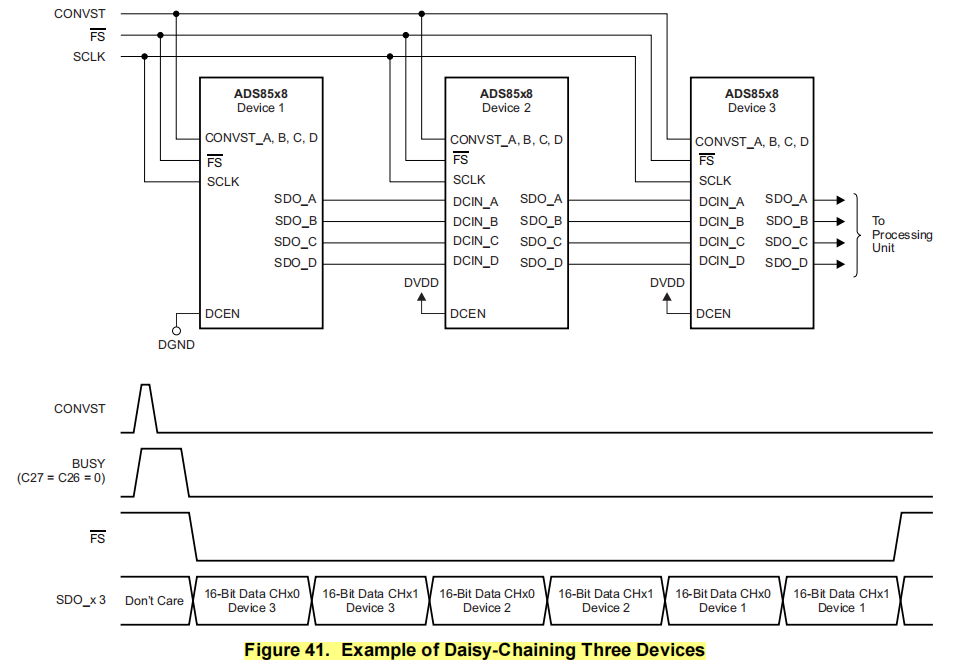 CONVST
FS
SCLK
ADS85x8
Device 1
CONVST_A, B, C, D
FS
SCLK
SDO_A
SDO_B
SDO_C
SDO_D
DCEN
DGND
ADS85x8
Device 2
CONVST_A, B, C, D
FS
SCLK
DCIN_A
DCIN_B
DCIN_C
DCIN_D
SDO_A
SDO_B
SDO_C
SDO_D
DVDD
DCEN
ADS85x8
Device 3
CONVST_A, B, C, D
FS
SCLK
DCIN_A
DCIN_B
DCIN_C
DCIN_D
SDO_A
SDO_B
SDO_C
SDO_D
DVDD
DCEN
To
Processing
Unit
CONVST
BUSY
(C27 = C26 = 0)
FS
SDO_x 3
Don't Care
16-Bit Data CHx0
Device 3
16-Bit Data CHx1
Device 3
16-Bit Data CHx0
Device 2
16-Bit Data CHx1
Device 2
16-Bit Data CHx0
Device 1
16-Bit Data CHx1
Device 1
Figure 41. Example of Daisy-Chaining Three Devices